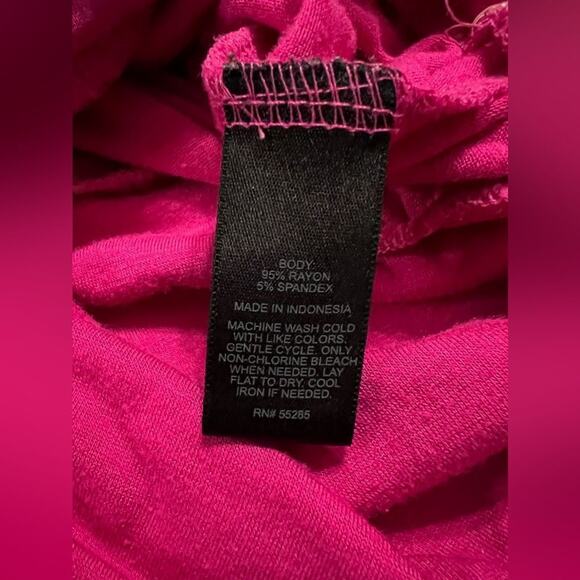 BODY:
95% RAYON
5% SPANDEX
MADE IN INDONESIA
MACHINE WASH COLD
WITH LIKE COLORS.
GENTLE CYCLE. ONLY
NON-CHLORINE BLEACH
WHEN NEEDED. LAY
FLAT TO DRY. COOL
IRON IF NEEDED.
RN# 55285